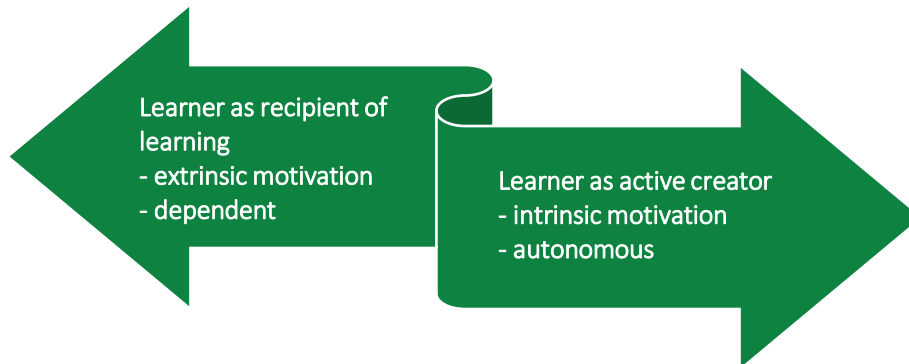 Learner as recipient of
learning
- extrinsic motivation
- dependent
Learner as active creator
- intrinsic motivation
- autonomous